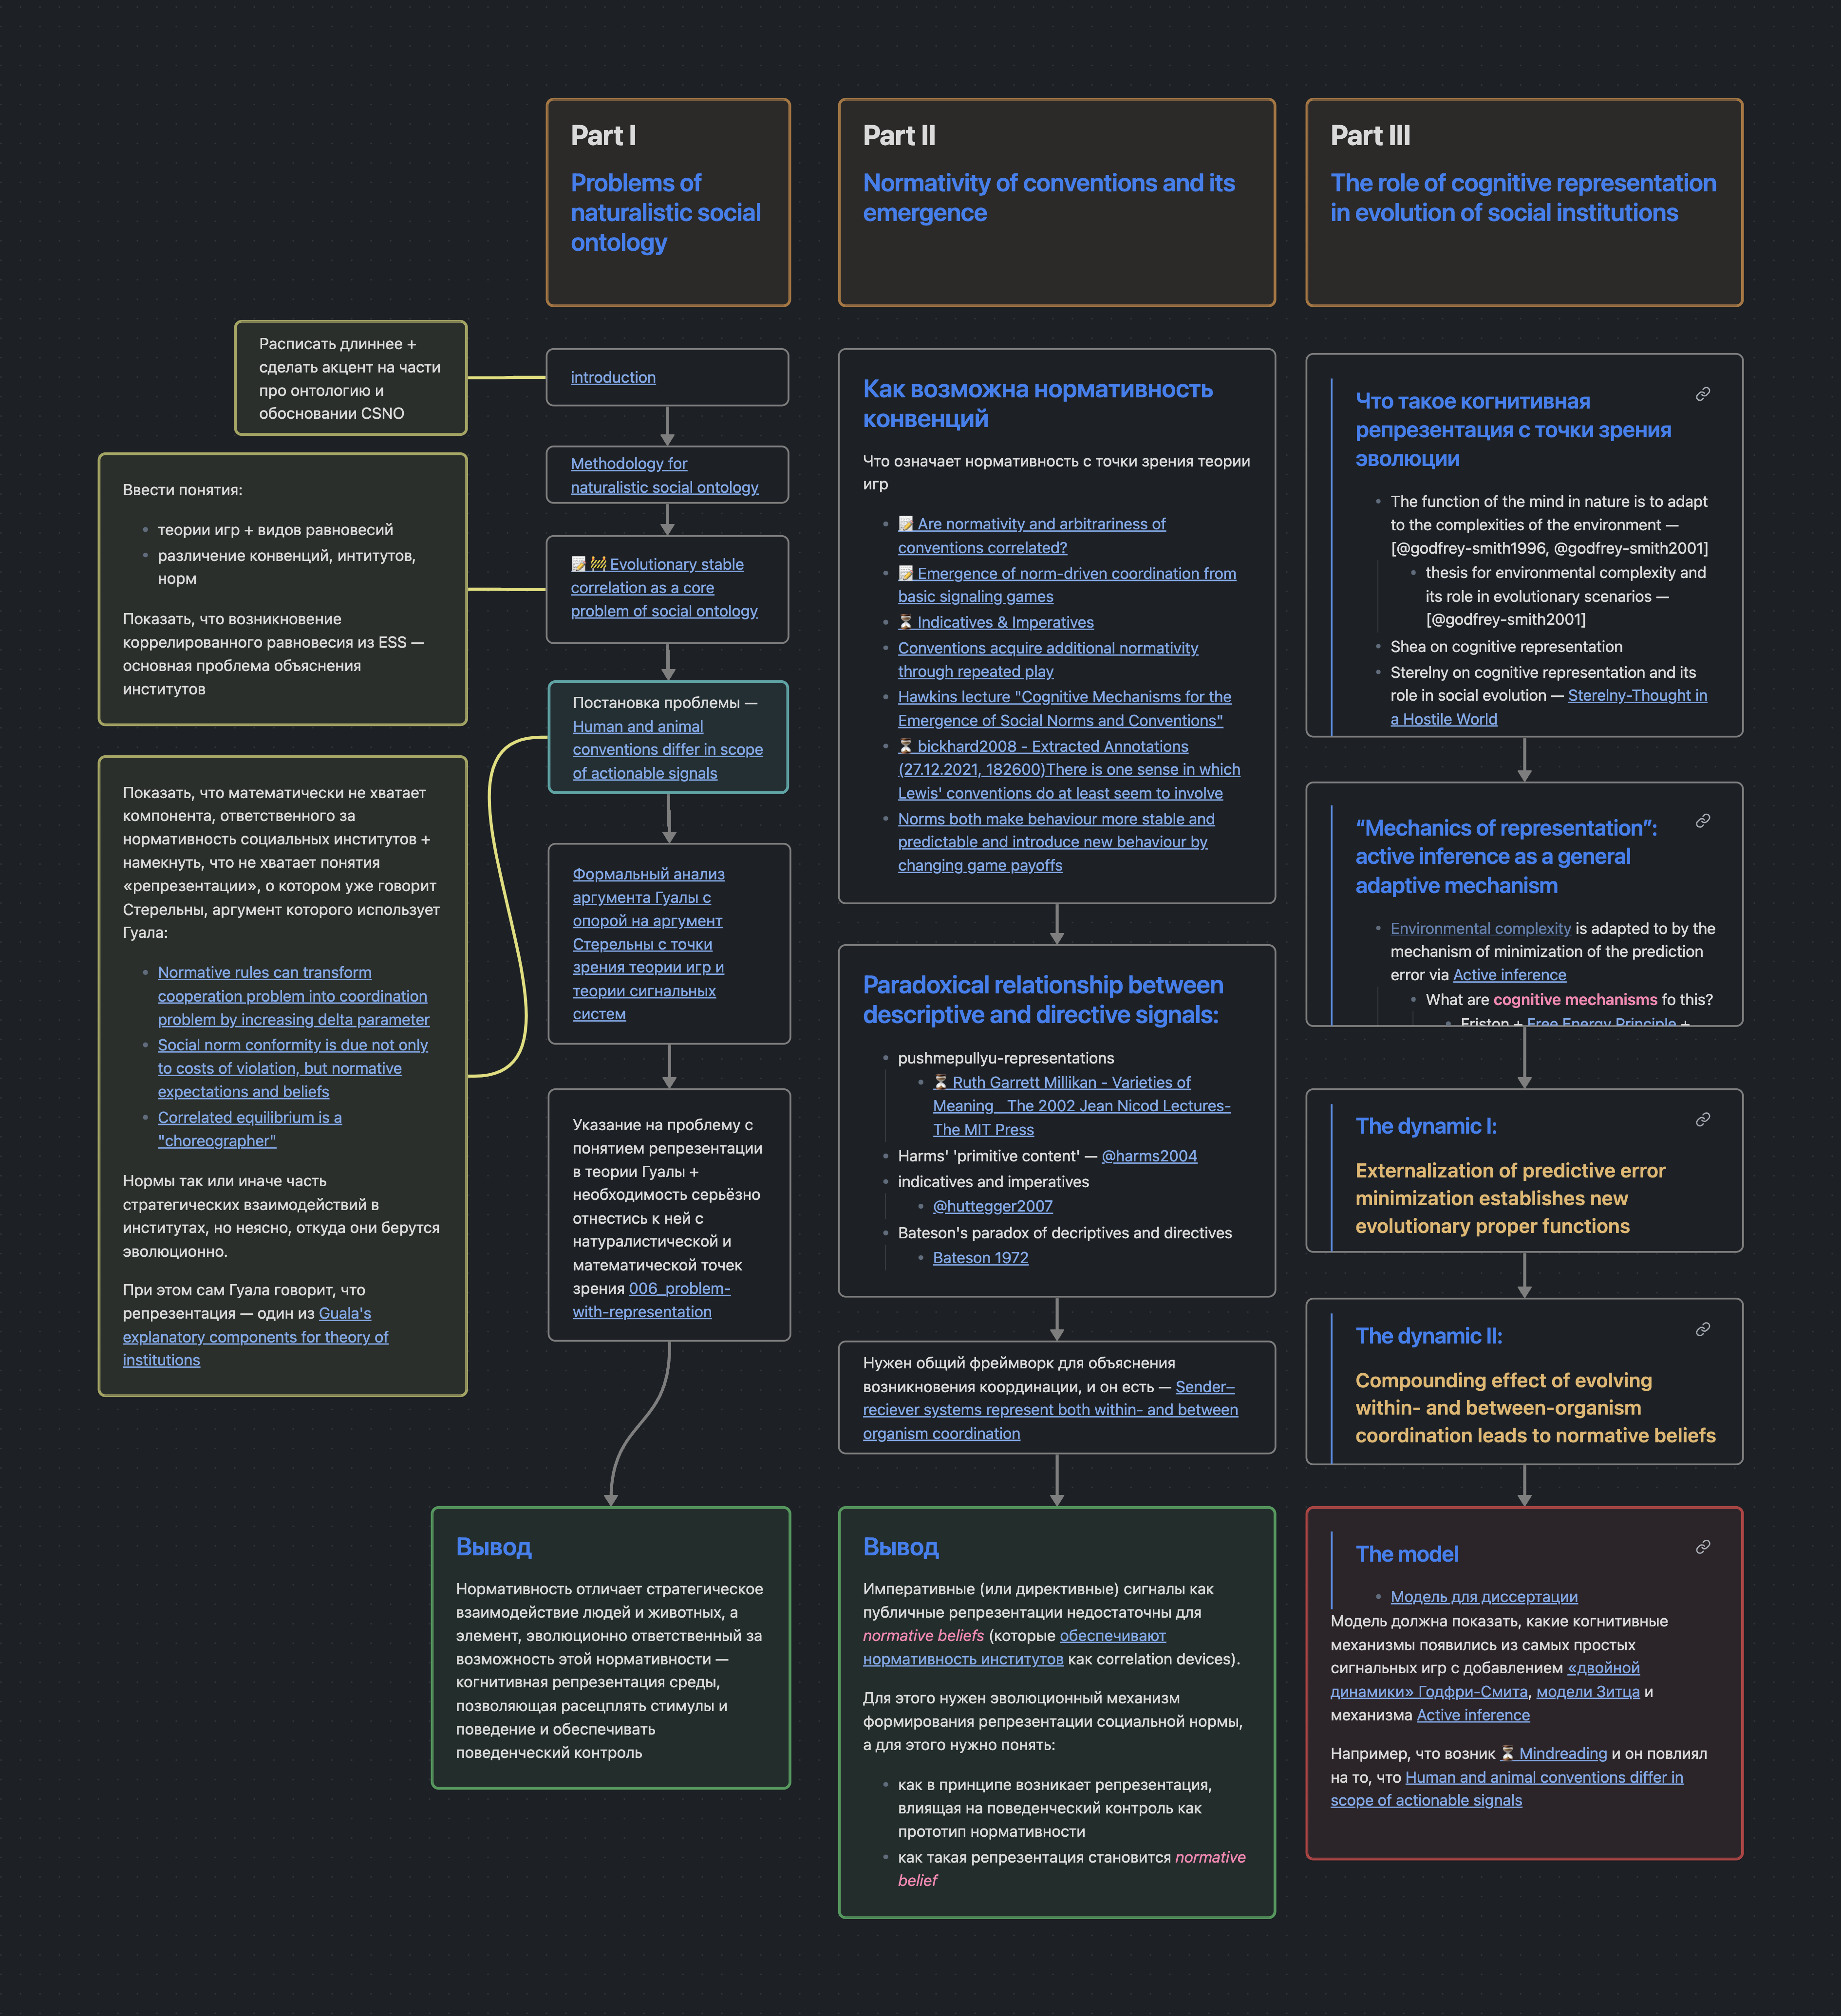 Part I
Problems of
naturalistic social
ontology
Расписать длиннее +
сделать акцент на части
про онтологию и
обосновании CSNO
introduction
Methodology for
naturalistic social ontology
Ввести понятия:
теории игр + видов равновесий
различение конвенций, интитутов,
норм
Показать, что возникновение
коррелированного равновесия из ESS —
основная проблема объяснения
институтов
📝 🚧 Evolutionary stable
correlation as a core
problem of social ontology
Постановка проблемы —
Human and animal
conventions differ in scope
of actionable signals
Показать, что математически не хватает
компонента, ответственного за
нормативность социальных институтов +
намекнуть, что не хватает понятия
«репрезентации», о котором уже говорит
Стерельны, аргумент которого использует
Гуала:
Normative rules can transform
cooperation problem into coordination
problem by increasing delta parameter
Social norm conformity is due not only
to costs of violation, but normative
expectations and beliefs
Correlated equilibrium is a
"choreographer"
Нормы так или иначе часть
стратегических взаимодействий в
институтах, но неясно, откуда они берутся
эволюционно.
При этом сам Гуала говорит, что
репрезентация — один из Guala's
explanatory components for theory of
institutions
Формальный анализ
аргумента Гуалы с
опорой на аргумент
Стерельны с точки
зрения теории игр и
теории сигнальных
систем
Указание на проблему с
понятием репрезентации
в теории Гуалы +
необходимость серьёзно
отнестись к ней с
натуралистической и
математической точек
зрения 006_problem-
with-representation
Вывод
Нормативность отличает стратегическое
взаимодействие людей и животных, а
элемент, эволюционно ответственный за
возможность этой нормативности —
когнитивная репрезентация среды,
позволяющая расецплять стимулы и
поведение и обеспечивать
поведенческий контроль
Part II
Normativity of conventions and its
emergence
Как возможна нормативность
конвенций
Что означает нормативность с точки зрения теории
игр
📝 Are normativity and arbitrariness of
conventions correlated?
📝 Emergence of norm-driven coordination from
basic signaling games
⏳ Indicatives & Imperatives
Conventions acquire additional normativity
through repeated play
Hawkins lecture "Cognitive Mechanisms for the
Emergence of Social Norms and Conventions"
⏳ bickhard2008 - Extracted Annotations
(27.12.2021, 182600)There is one sense in which
Lewis' conventions do at least seem to involve
Norms both make behaviour more stable and
predictable and introduce new behaviour by
changing game payoffs
Paradoxical relationship between
descriptive and directive signals:
pushmepullyu-representations
⏳ Ruth Garrett Millikan - Varieties of
Meaning_ The 2002 Jean Nicod Lectures-
The MIT Press
Harms' 'primitive content' — @harms2004
indicatives and imperatives
@huttegger2007
Bateson's paradox of decriptives and directives
Bateson 1972
Нужен общий фреймворк для объяснения
возникновения координации, и он есть — Sender–
reciever systems represent both within- and between
organism coordination
Вывод
Императивные (или директивные) сигналы как
публичные репрезентации недостаточны для
normative beliefs (которые обеспечивают
нормативность институтов как correlation devices).
Для этого нужен эволюционный механизм
формирования репрезентации социальной нормы,
а для этого нужно понять:
как в принципе возникает репрезентация,
влияющая на поведенческий контроль как
прототип нормативности
как такая репрезентация становится normative
belief
Part III
The role of cognitive representation
in evolution of social institutions
Что такое когнитивная
репрезентация с точки зрения
эволюции
The function of the mind in nature is to adapt
to the complexities of the environment —
[@godfrey-smith1996, @godfrey-smith2001]
thesis for environmental complexity and
its role in evolutionary scenarios —
[@godfrey-smith2001]
Shea on cognitive representation
Sterelny on cognitive representation and its
role in social evolution — Sterelny-Thought in
a Hostile World
“Mechanics of representation”:
active inference as a general
adaptive mechanism
Environmental complexity is adapted to by the
mechanism of minimization of the prediction
error via Active inference
What are cognitive mechanisms fo this?
Friston + Free Energy Principle +
The dynamic I:
Externalization of predictive error
minimization establishes new
evolutionary proper functions
The dynamic II:
Compounding effect of evolving
within- and between-organism
coordination leads to normative beliefs
The model
Модель для диссертации
Модель должна показать, какие когнитивные
механизмы появились из самых простых
сигнальных игр с добавлением «двойной
динамики» Годфри-Смита, модели Зитца и
механизма Active inference
Например, что возник ⏳ Mindreading и он повлиял
на то, что Human and animal conventions differ in
scope of actionable signals